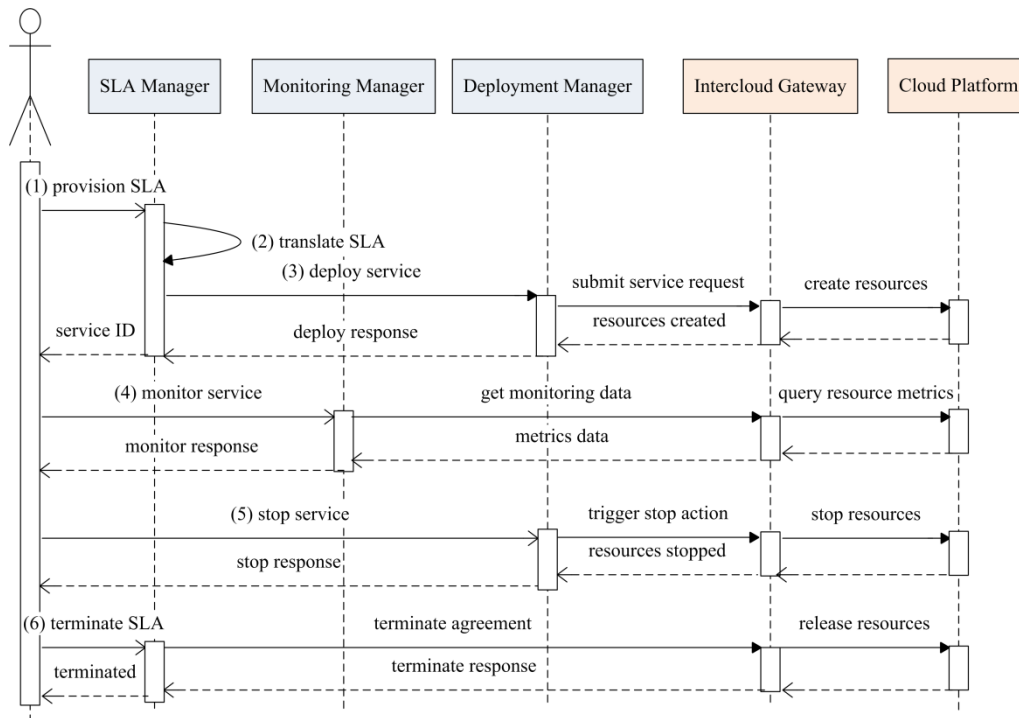 SLA Manager
Monitoring Manager
Deployment Manager
Intercloud Gateway
Cloud Platform
(1) provision SLA
(2) translate SLA
(3) deploy service
submit service request
create resources
service ID
deploy response
resources created
(4) monitor service
get monitoring data
query resource metrics
monitor response
metrics data
(5) stop service
trigger stop action
stop resources
stop response
resources stopped
(6) terminate SLA
terminate agreement
release resources
terminated
terminate response